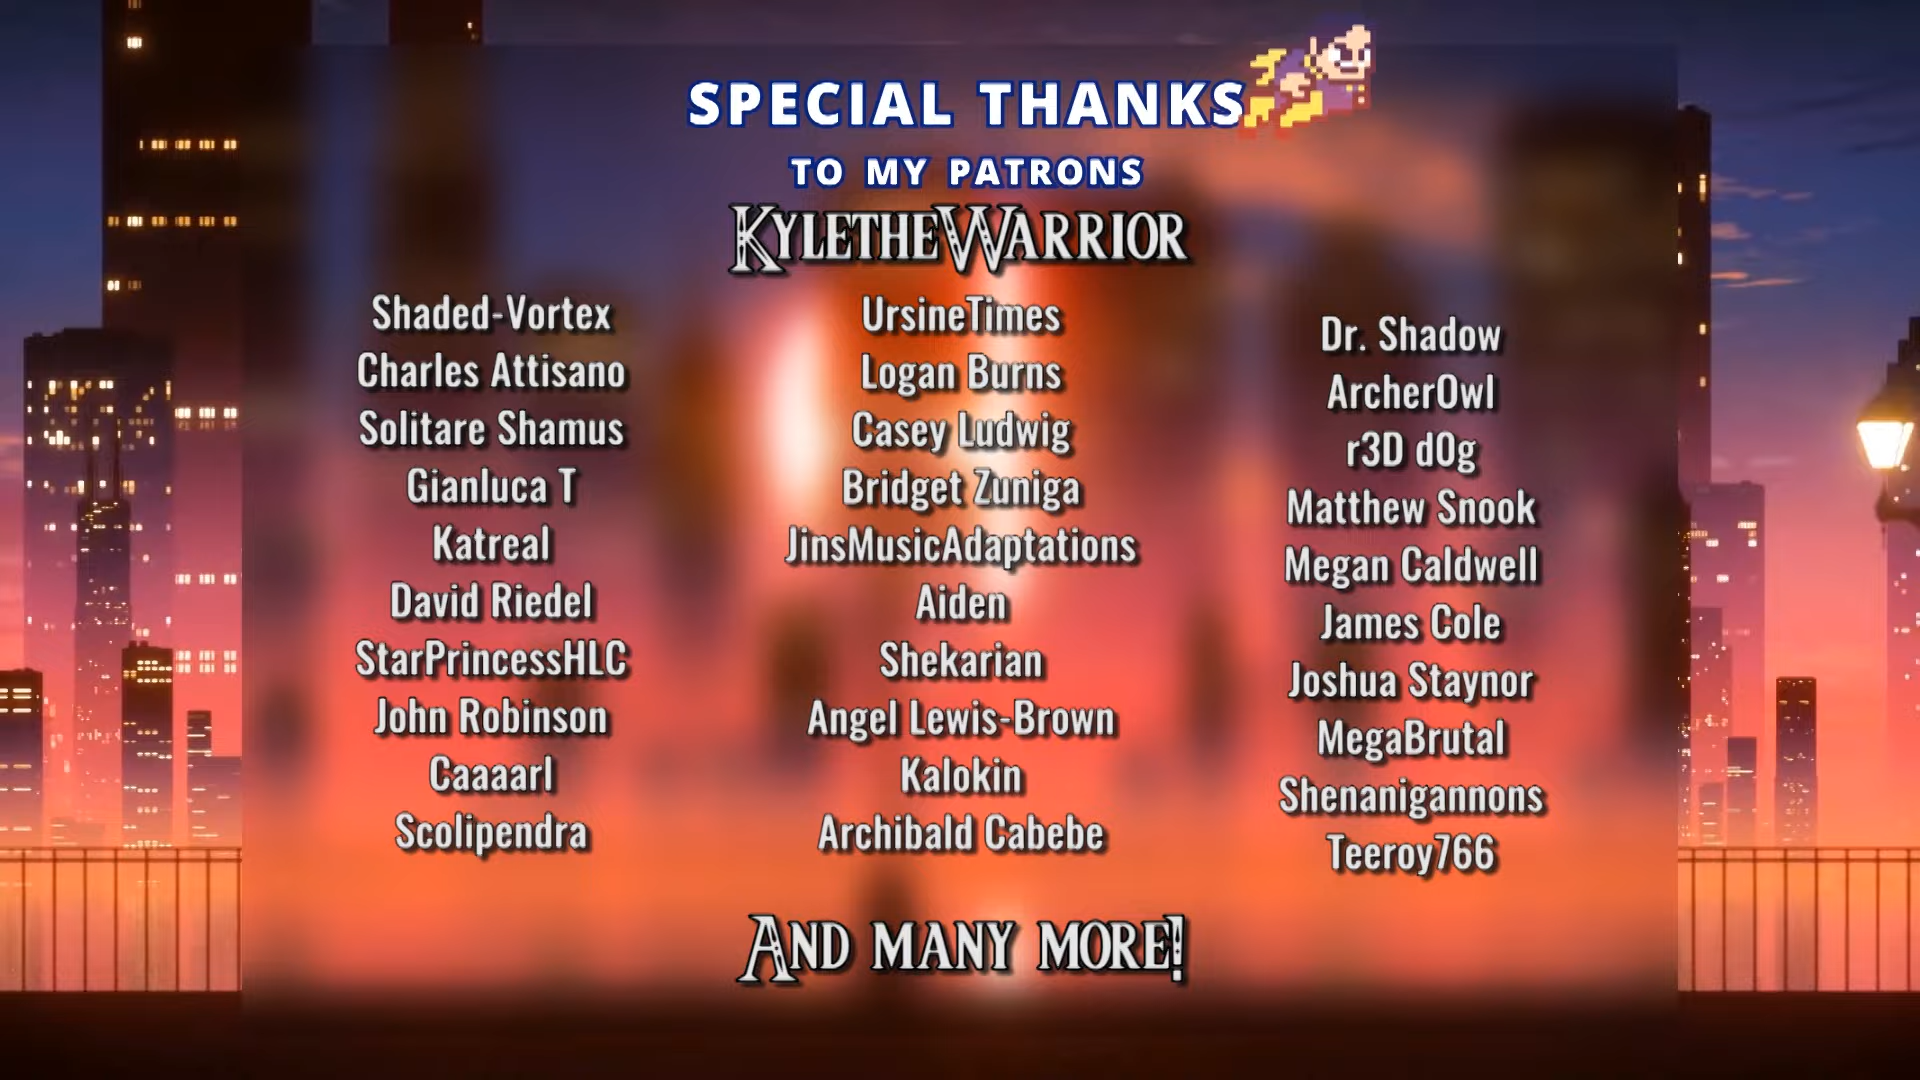 SPECIAL THANKS
TO MY PATRONS
KYLETHEWARRIOR
Shaded-Vortex
Charles Attisano
Solitare Shamus
Gianluca T
Katreal
David Riedel
StarPrincessHLC
John Robinson
Caaaarl
Scolipendra
UrsineTimes
Logan Burns
Casey Ludwig
Bridget Zuniga
JinsMusicAdaptations
Aiden
Shekarian
Angel Lewis-Brown
Kalokin
Archibald Cabebe
Dr. Shadow
ArcherOwl
r3D d0g
Matthew Snook
Megan Caldwell
James Cole
Joshua Staynor
MegaBrutal
Shenanigannons
Teeroy766
AND MANY MORE!